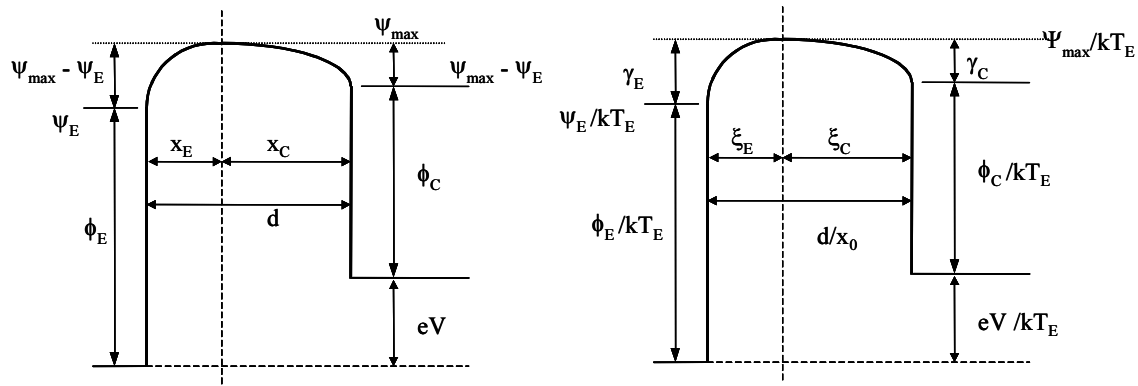 ψmax
ψmax - ψE
ψmax - ψE
ψE
xE
xC
ϕC
d
ϕE
eV
Ψmax/kTE
γE
γC
ψE/kTE
ξE
ξC
ϕC/kTE
ϕE/kTE
d/x0
eV /kTE